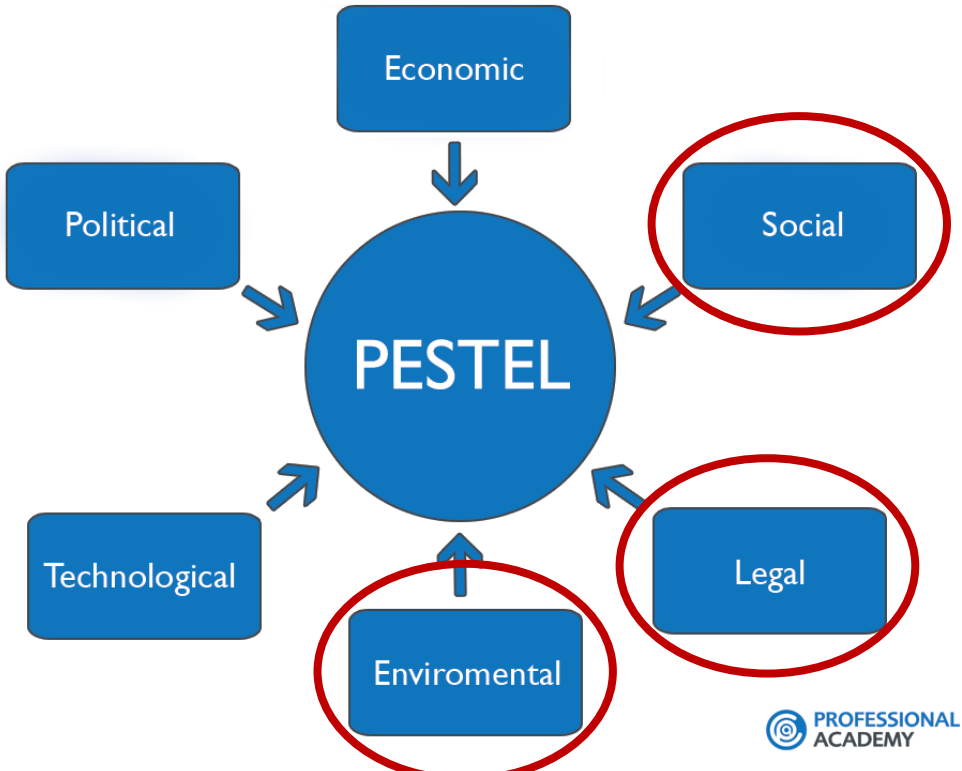 Economic
Political
Social
PESTEL
Technological
Legal
Enviromental
PROFESSIONAL
ACADEMY